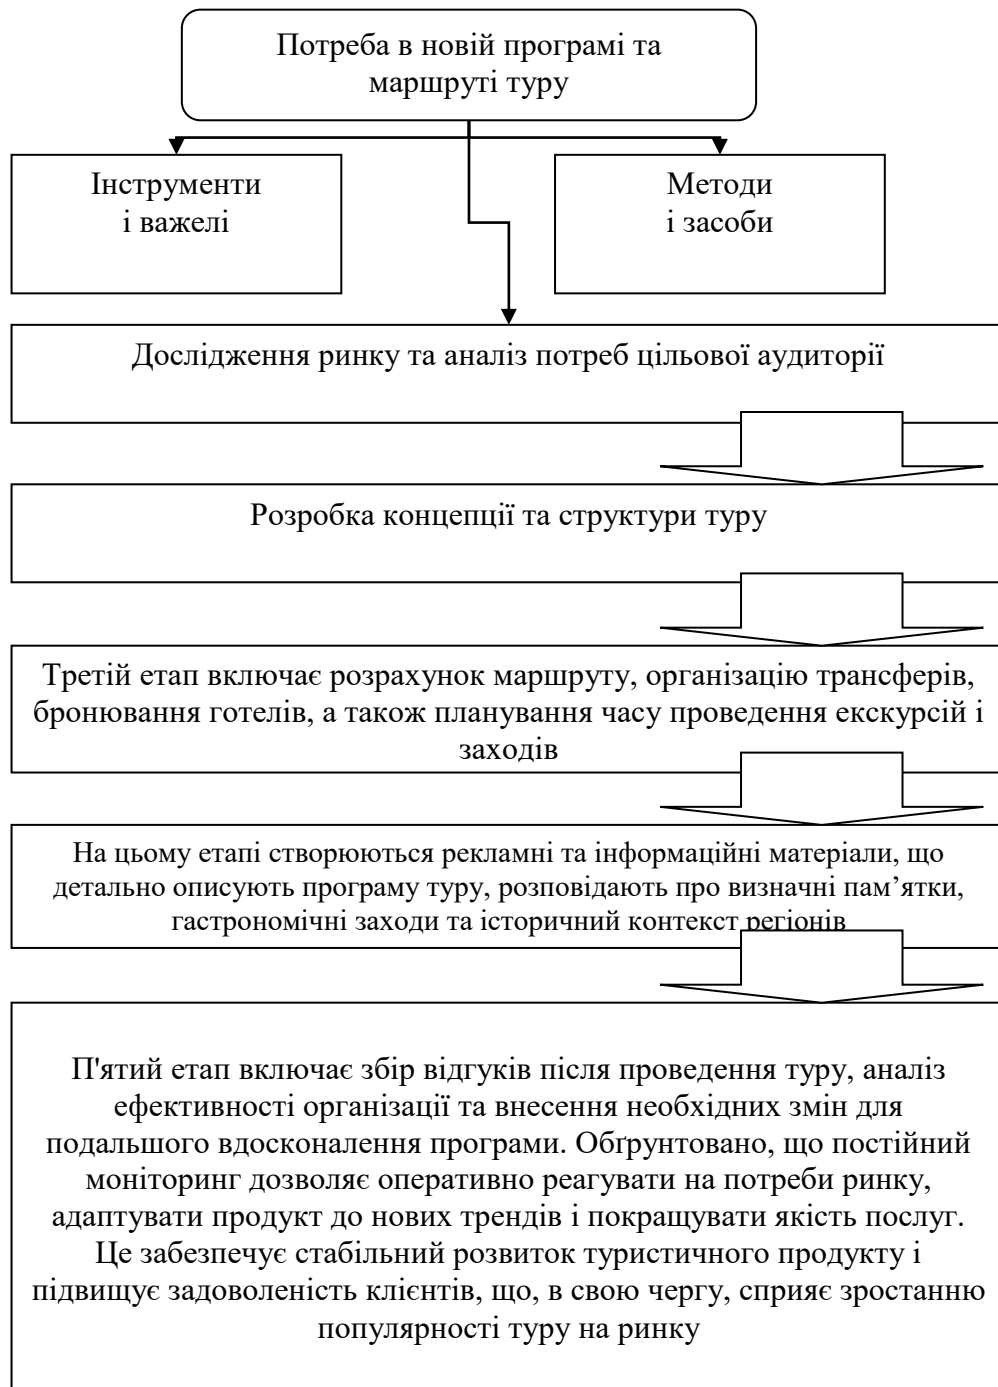 Потреба в новій програмі та
маршруті туру
Інструменти
і важелі
Методи
і засоби
Дослідження ринку та аналіз потреб цільової аудиторії
Розробка концепції та структури туру
Третій етап включає розрахунок маршруту, організацію трансферів,
бронювання готелів, а також планування часу проведення екскурсій і
заходів
На цьому етапі створюються рекламні та інформаційні матеріали, що
детально описують програму туру, розповідають про визначні пам’ятки,
гастрономічні заходи та історичний контекст регіонів
П'ятий етап включає збір відгуків після проведення туру, аналіз
ефективності організації та внесення необхідних змін для
подальшого вдосконалення програми. Обґрунтовано, що постійний
моніторинг дозволяє оперативно реагувати на потреби ринку,
адаптувати продукт до нових трендів і покращувати якість послуг.
Це забезпечує стабільний розвиток туристичного продукту і
підвищує задоволеність клієнтів, що, в свою чергу, сприяє зростанню
популярності туру на ринку